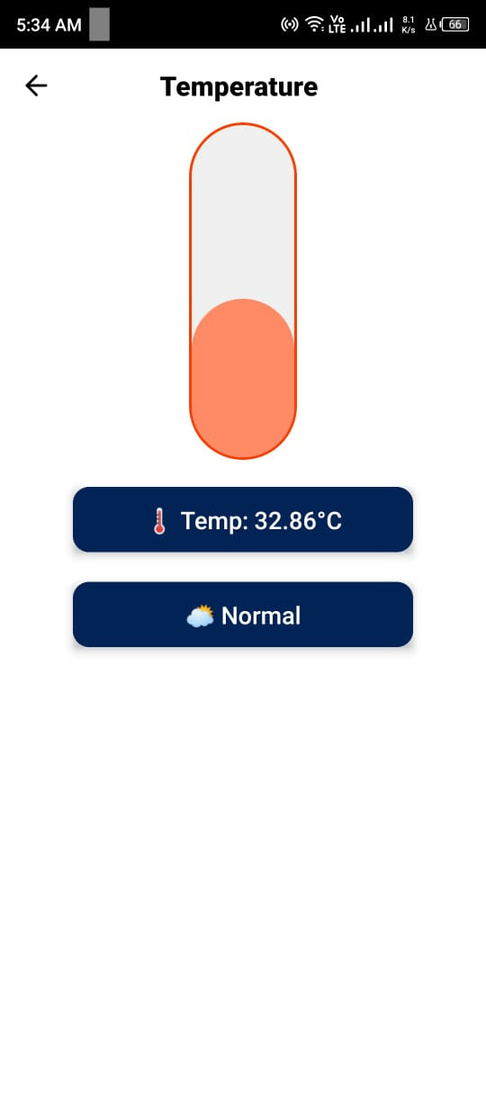 5:34 AM
Vo
LTE
8.1
K/s
66
Temperature
Temp: 32.86°C
Normal